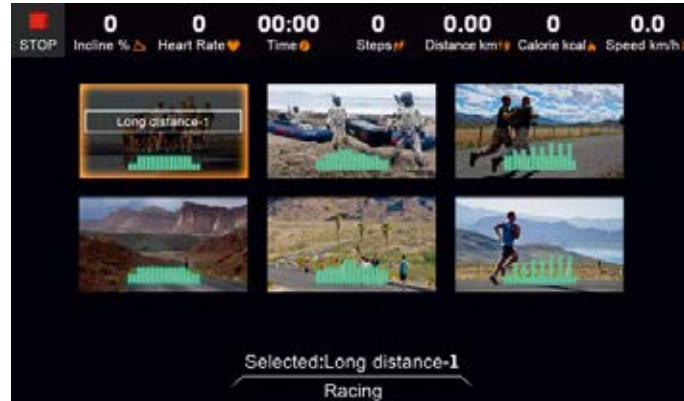 0 0 00:00 0 0.00 0 0.0
STOP Incline % Heart Rate Time Steps Distance km Calorie kcal Speed km/h
Long distance-1
Selected:Long distance-1
Racing